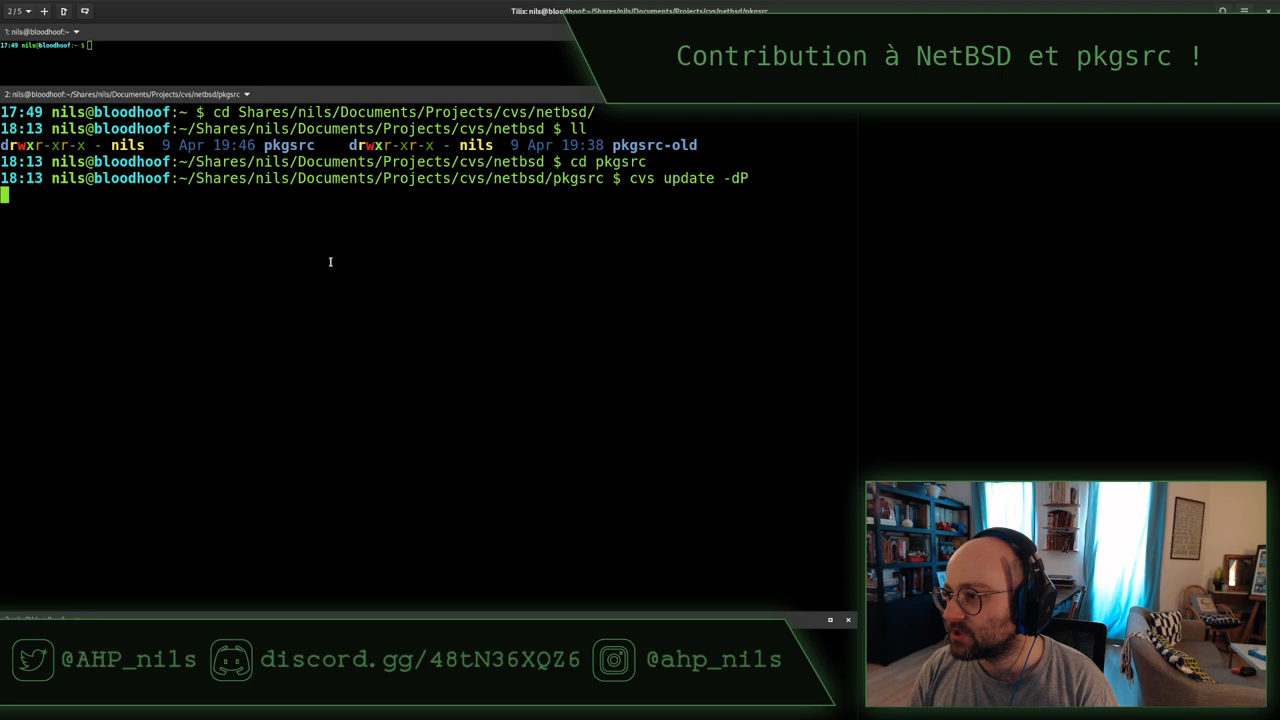 2 / 5
Tilix: nils@bloodhoof:~/Shares/nils/Documents/Projects/cvs/netbsd/pkgsrc
1: nils@bloodhoof:~
17:49 nils@bloodhoof:~ $
Contribution à NetBSD et pkgsrc !
2: nils@bloodhoof:~/Shares/nils/Documents/Projects/cvs/netbsd/pkgsrc
17:49 nils@bloodhoof:~ $ cd Shares/nils/Documents/Projects/cvs/netbsd/
18:13 nils@bloodhoof:~/Shares/nils/Documents/Projects/cvs/netbsd $ ll
drwxr-xr-x - nils  9 Apr 19:46 pkgsrc    drwxr-xr-x - nils  9 Apr 19:38 pkgsrc-old
18:13 nils@bloodhoof:~/Shares/nils/Documents/Projects/cvs/netbsd $ cd pkgsrc
18:13 nils@bloodhoof:~/Shares/nils/Documents/Projects/cvs/netbsd/pkgsrc $ cvs update -dP
@AHP_nils discord.gg/48tN36XQZ6 @ahp_nils